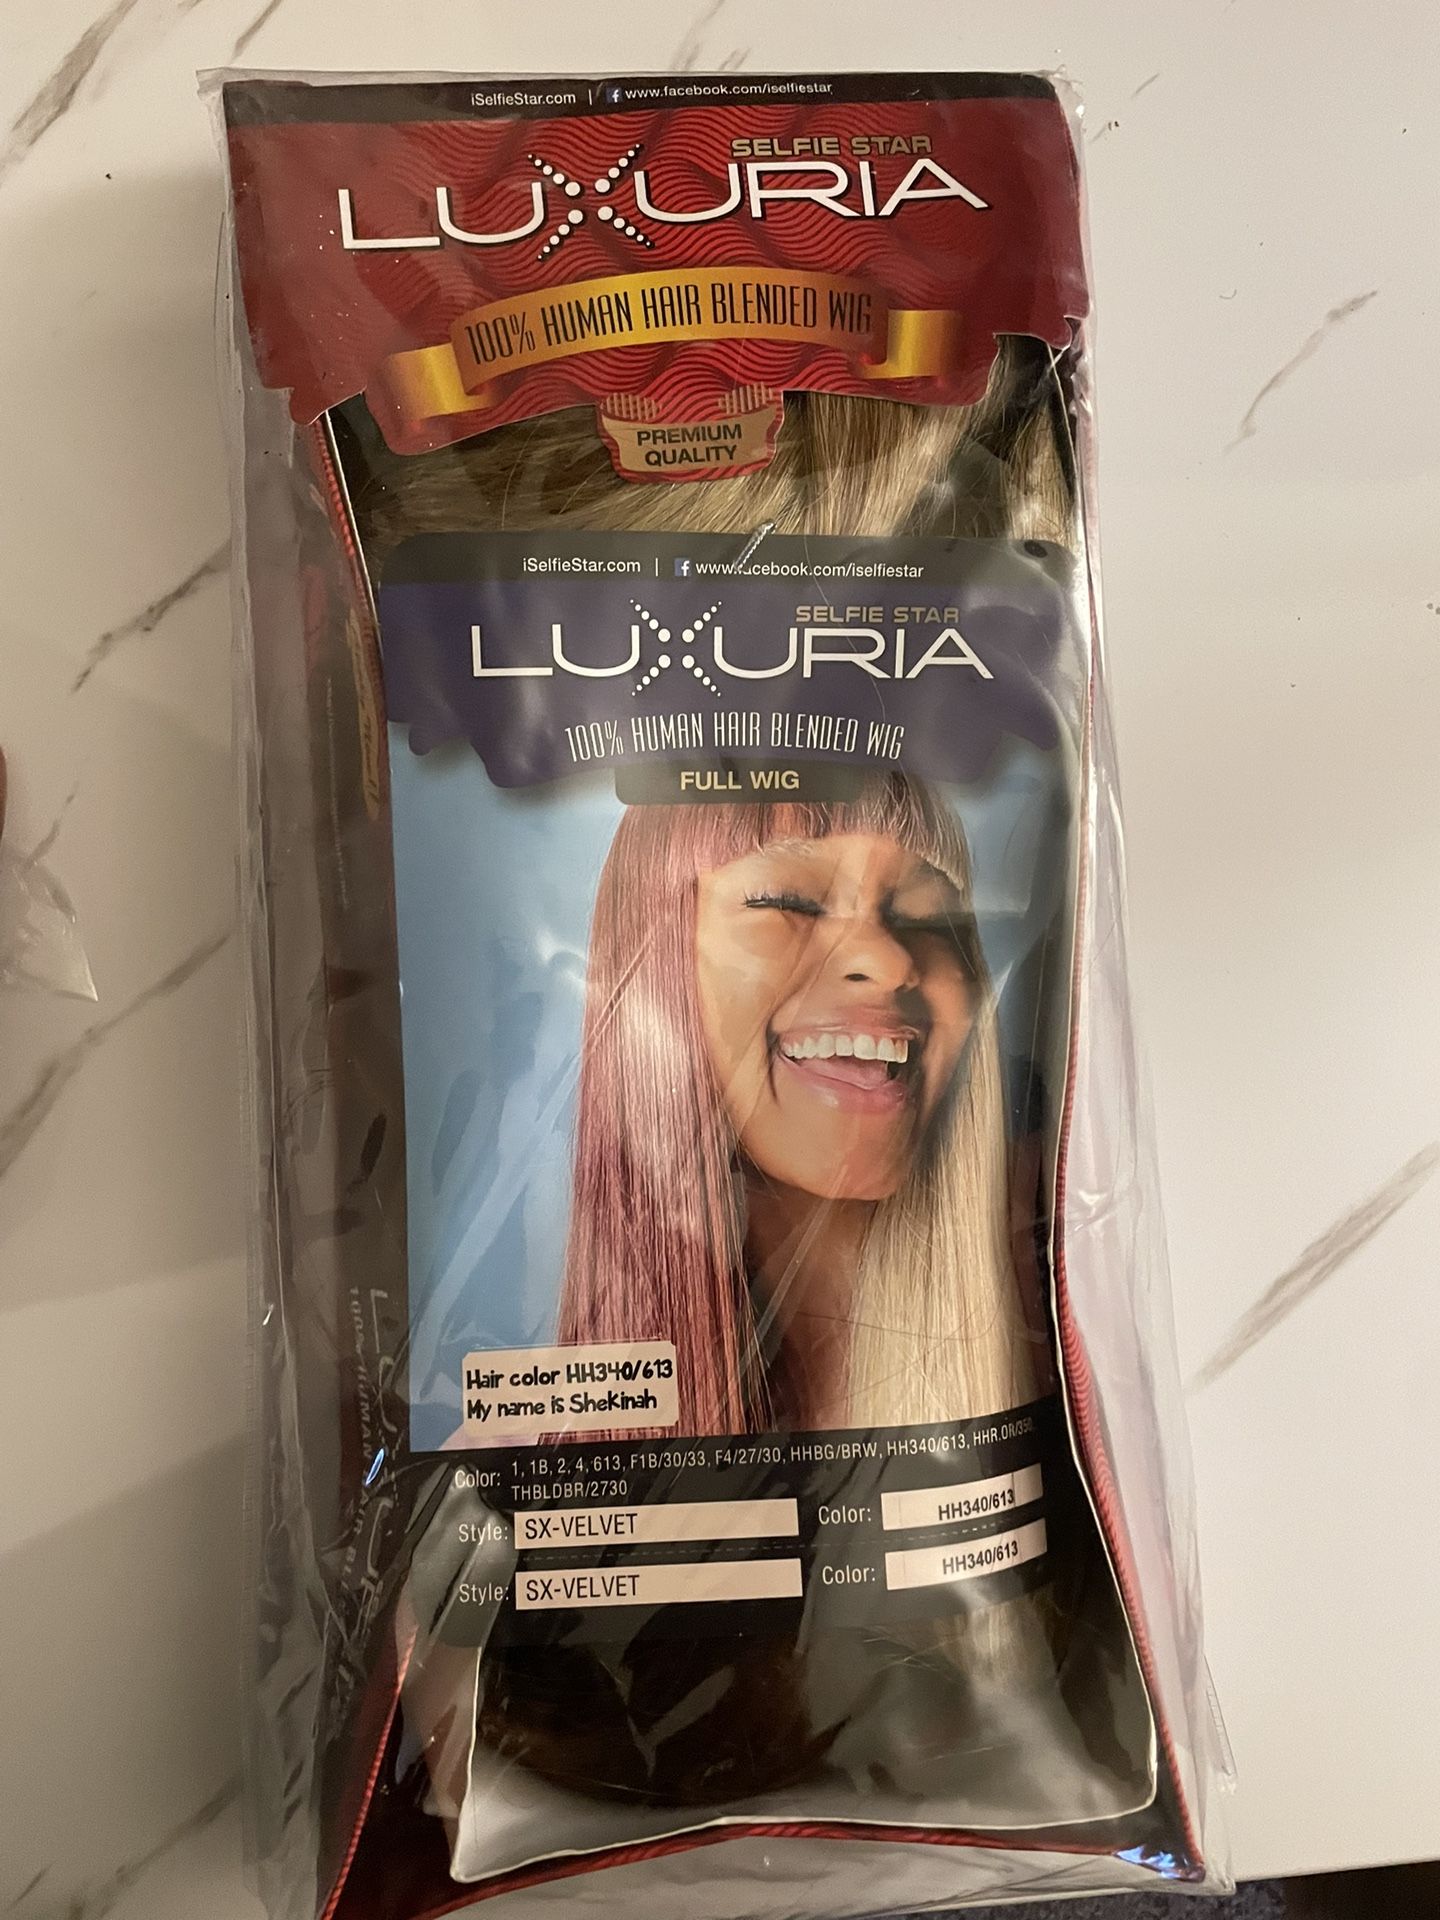 iSelfieStar.com | f www.facebook.com/iselfiestar
SELFIE STAR
LUXURIA
100% HUMAN HAIR BLENDED WIG
PREMIUM
QUALITY
iSelfieStar.com | f www.facebook.com/iselfiestar
SELFIE STAR
LUXURIA
100% HUMAN HAIR BLENDED WIG
FULL WIG
Hair color HH340/613
My name is Shekinah
Color: 1, 1B, 2, 4, 613, F1B/30/33, F4/27/30, HHBG/BRW, HH340/613, HHR.OR/350,
THBLDBR/2730
Style: SX-VELVET Color: HH340/613
Style: SX-VELVET Color: HH340/613